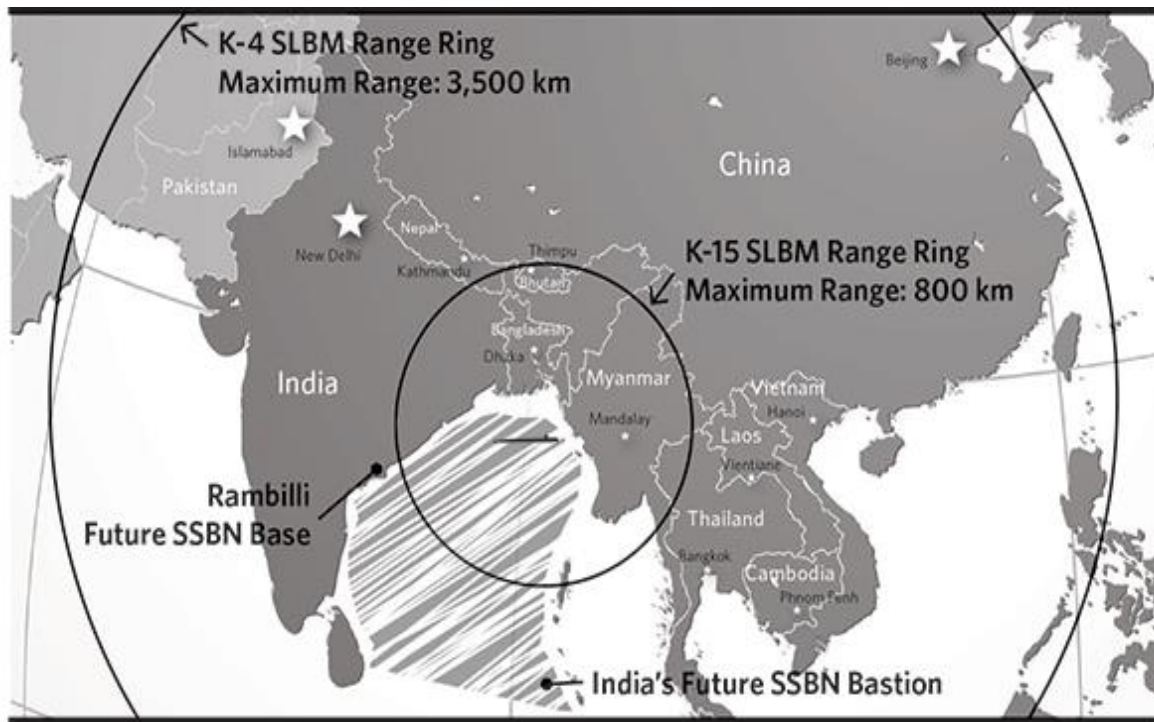 K-4 SLBM Range Ring
Maximum Range: 3,500 km
Beijing
Islamabad
Pakistan
China
Nepal
New Delhi
Thimpu
Kathmandu
Bhutan
K-15 SLBM Range Ring
Maximum Range: 800 km
Bangladesh
Dhaka
India
Myanmar
Vietnam
Mandalay
Hanoi
Laos
Vientiane
Rambilli
Future SSBN Base
Thailand
Bangkok
Cambodia
Phnom Penh
India's Future SSBN Bastion